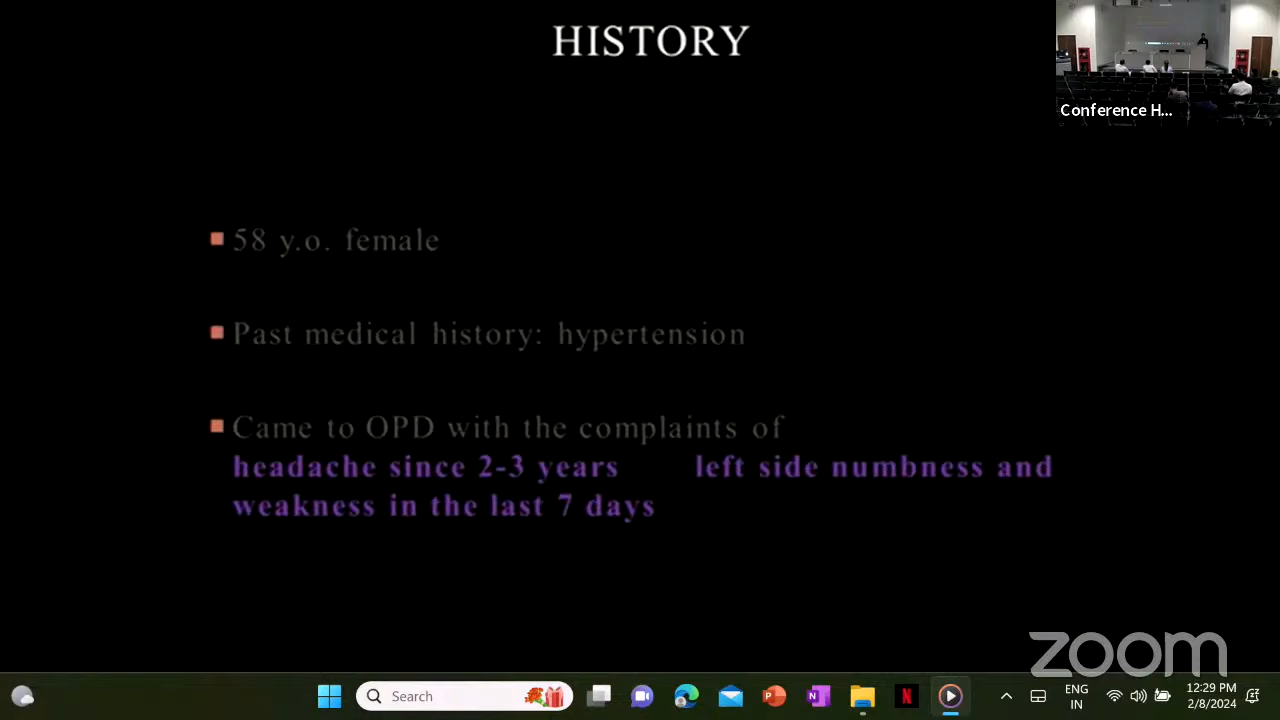 HISTORY
Conference H...
58 y.o. female
Past medical history: hypertension
Came to OPD with the complaints of
headache since 2-3 years left side numbness and
weakness in the last 7 days
zoom
Search
ENG
IN
12:29 PM
2/8/2024